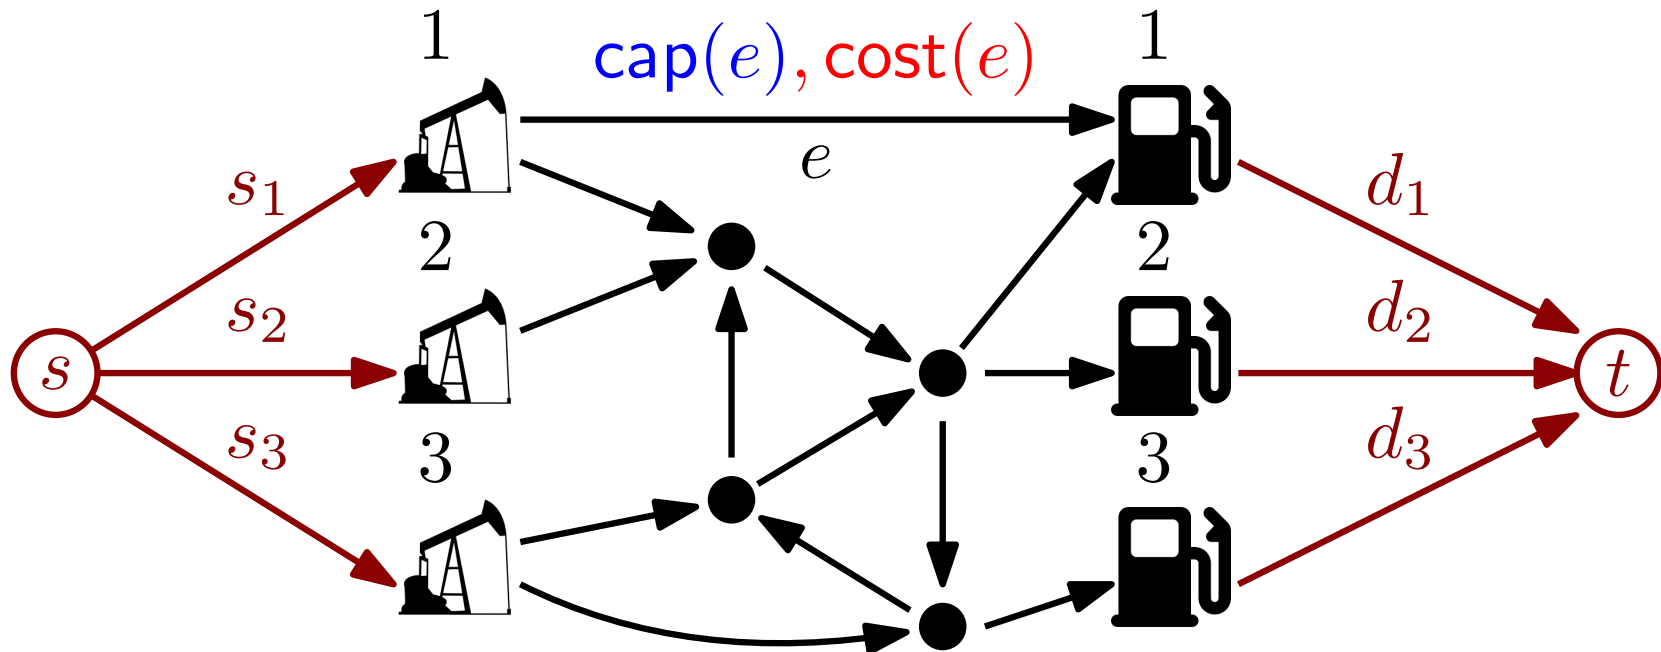 1
cap(e), cost(e)
1
e
s₁
d₁
2
2
s₂
d₂
s
t
s₃
d₃
3
3